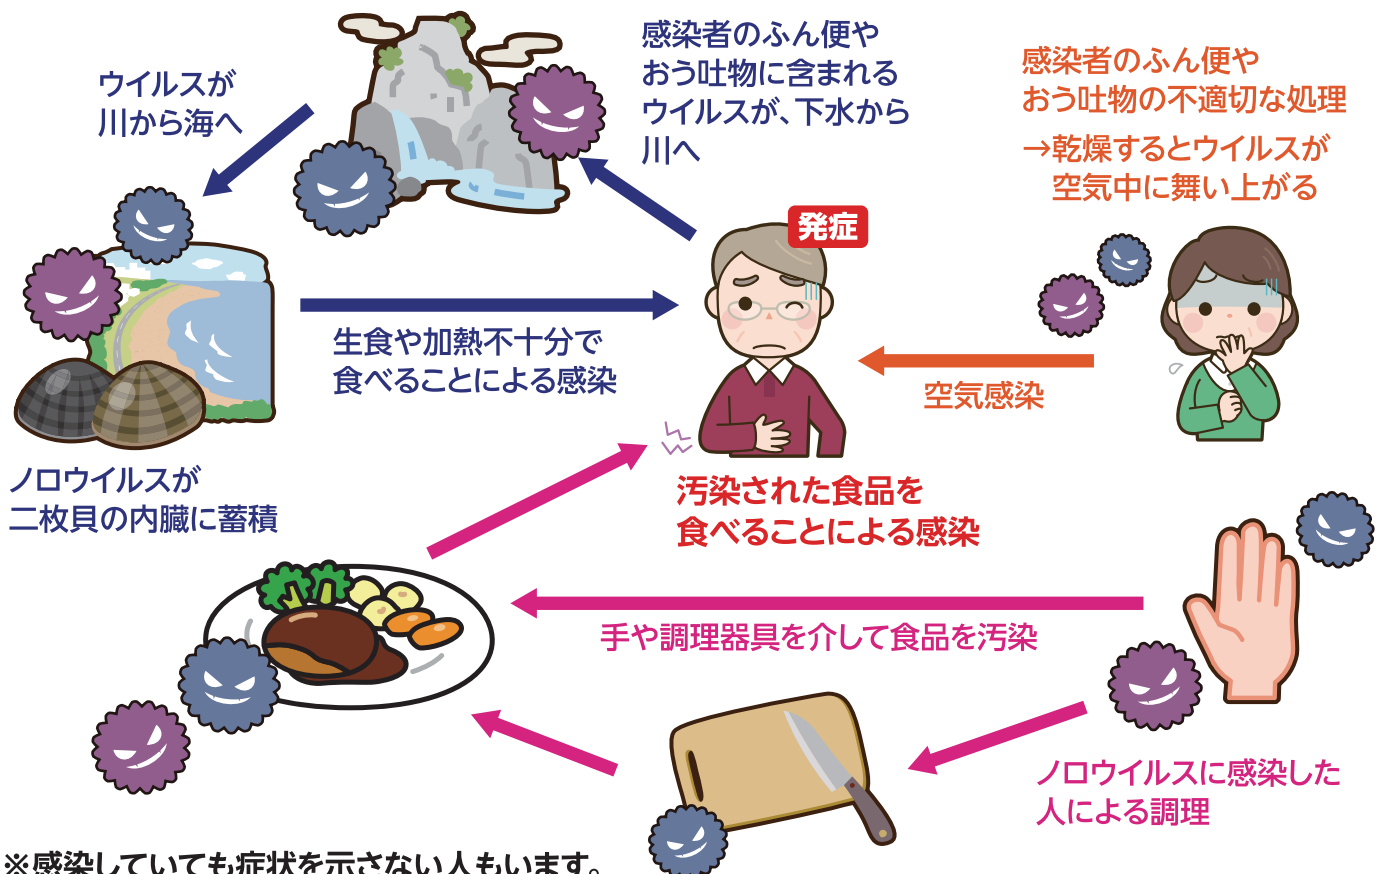 感染者のふん便や
おう吐物に含まれる
ウイルスが、下水から
川へ
感染者のふん便や
おう吐物の不適切な処理
→乾燥するとウイルスが
空気中に舞い上がる
ウイルスが
川から海へ
発症
生食や加熱不十分で
食べることによる感染
空気感染
ノロウイルスが
二枚貝の内臓に蓄積
汚染された食品を
食べることによる感染
手や調理器具を介して食品を汚染
ノロウイルスに感染した
人による調理
※感染していても症状を示さない人もいます。